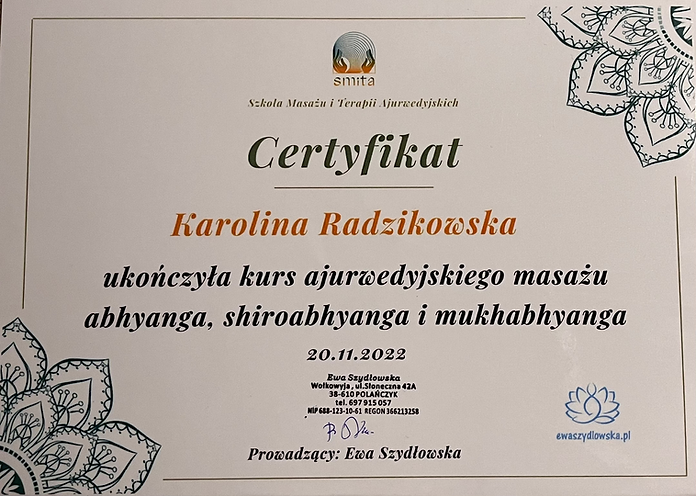 smita
Szkoła Masażu i Terapii Ajurwedyjskich
Certyfikat
Karolina Radzikowska
ukończyła kurs ajurwedyjskiego masażu
abhyanga, shiroabhyanga i mukhabhyanga
20.11.2022
Ewa Szydłowska
Wołkowyja, ul.Słoneczna 42A
38-610 POLAŃCZYK
tel. 697 915 057
NIP 688-123-10-61 REGON 366213258
Prowadzący: Ewa Szydłowska
ewaszydlowska.pl